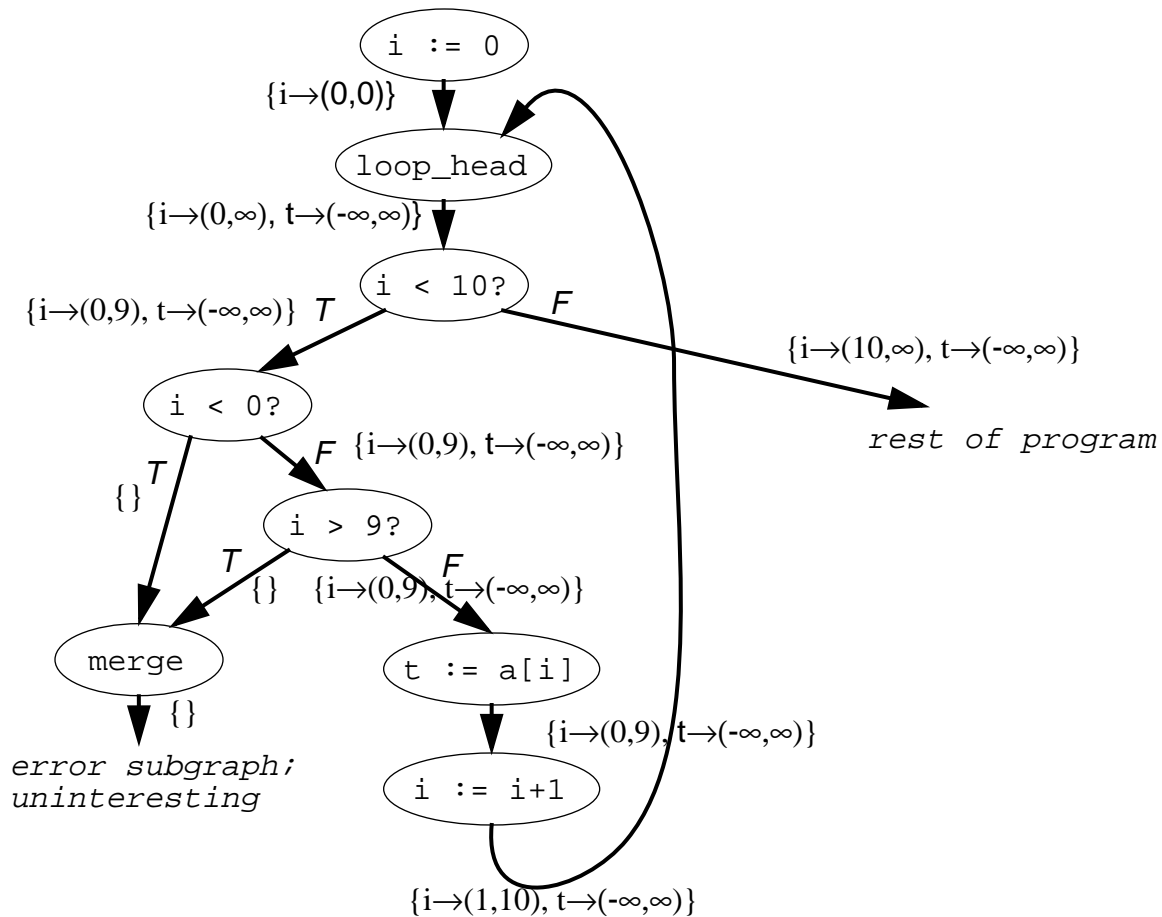 i := 0
{i→(0,0)}
loop_head
{i→(0,∞), t→(-∞,∞)}
i < 10?
{i→(0,9), t→(-∞,∞)} T
F
{i→(10,∞), t→(-∞,∞)}
i < 0?
rest of program
F {i→(0,9), t→(-∞,∞)}
T
{}
i > 9?
T
F
{}
{i→(0,9), t→(-∞,∞)}
merge
t := a[i]
{}
{i→(0,9), t→(-∞,∞)}
error subgraph;
uninteresting
i := i+1
{i→(1,10), t→(-∞,∞)}